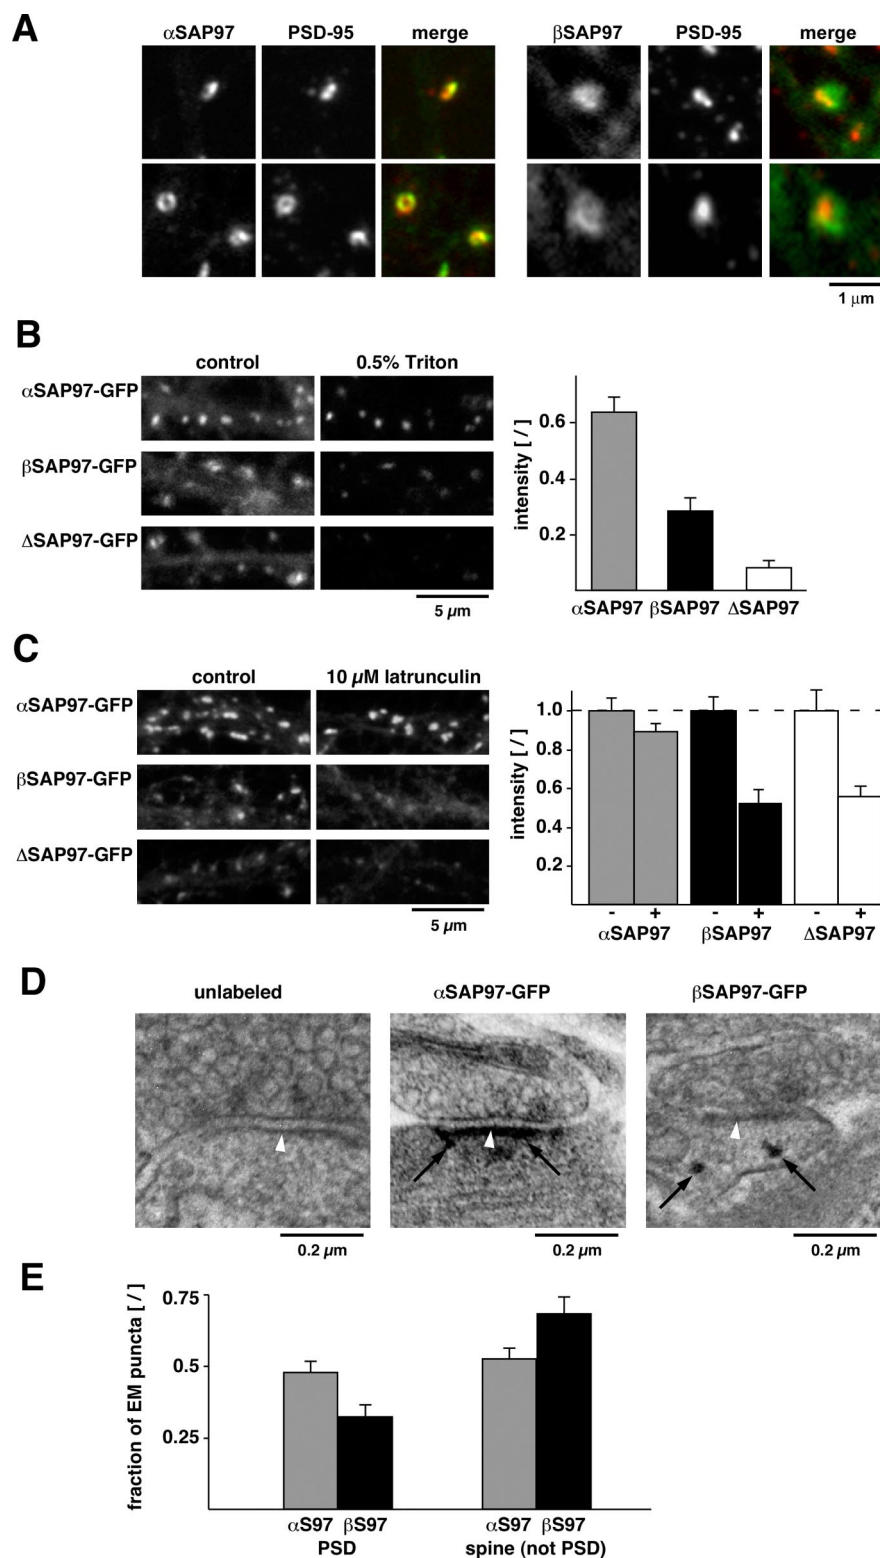 A
αSAP97 PSD-95 merge βSAP97 PSD-95 merge
1 μm
B
control 0.5% Triton
αSAP97-GFP
βSAP97-GFP
ΔSAP97-GFP
5 μm
intensity [ / ]
0.6
0.4
0.2
αSAP97 βSAP97 ΔSAP97
C
control 10 μM latrunculin
αSAP97-GFP
βSAP97-GFP
ΔSAP97-GFP
5 μm
intensity [ / ]
1.0
0.8
0.6
0.4
0.2
- + - + - +
αSAP97 βSAP97 ΔSAP97
D
unlabeled αSAP97-GFP βSAP97-GFP
0.2 μm 0.2 μm 0.2 μm
E
fraction of EM puncta [ / ]
0.75
0.5
0.25
αS97 βS97 αS97 βS97
PSD spine (not PSD)